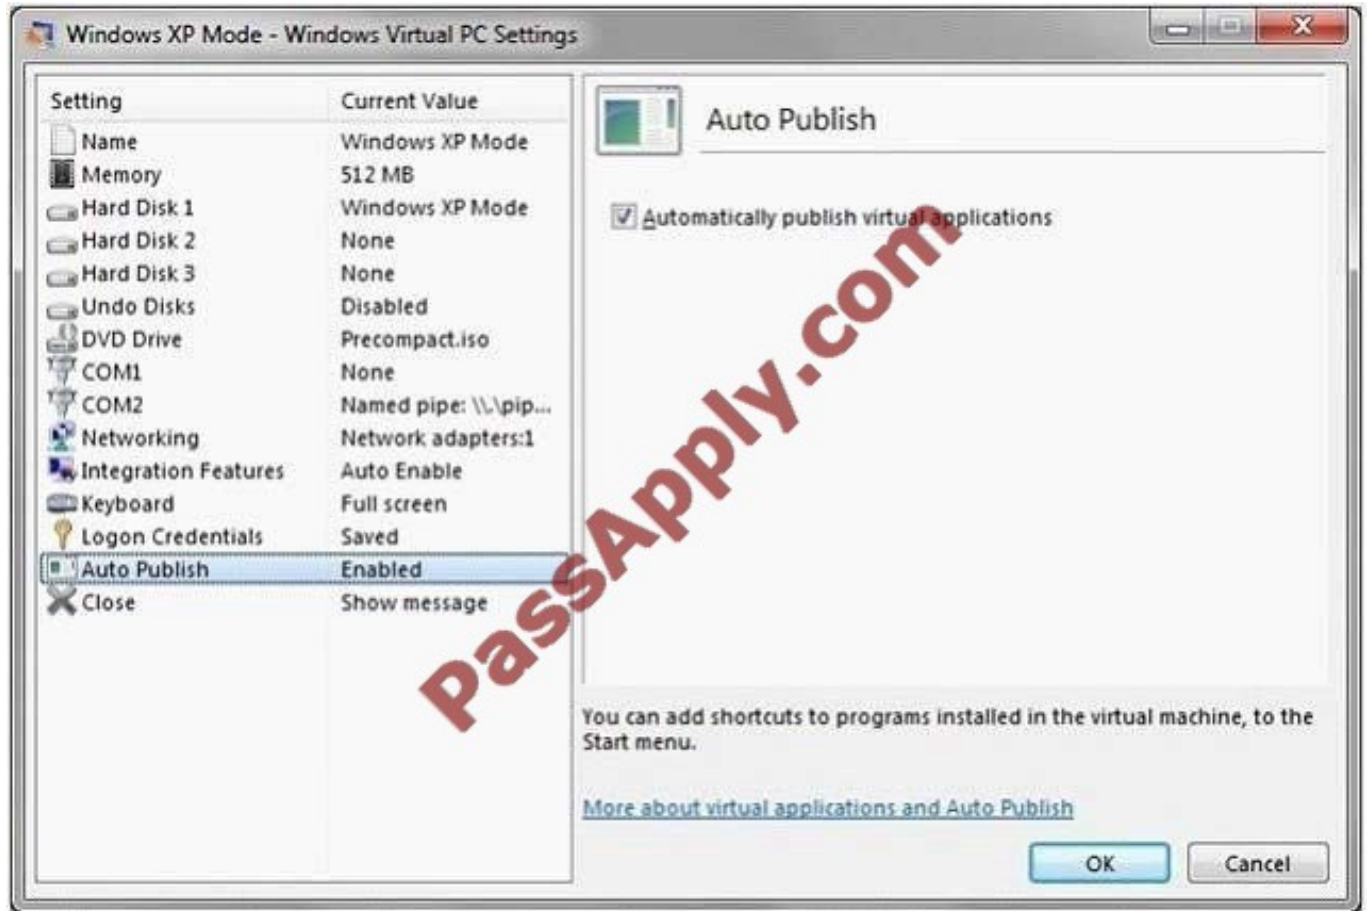 Windows XP Mode - Windows Virtual PC Settings
Setting Current Value
Name Windows XP Mode
Memory 512 MB
Hard Disk 1 Windows XP Mode
Hard Disk 2 None
Hard Disk 3 None
Undo Disks Disabled
DVD Drive Precompact.iso
COM1 None
COM2 Named pipe: \\.\pip...
Networking Network adapters:1
Integration Features Auto Enable
Keyboard Full screen
Logon Credentials Saved
Auto Publish Enabled
Close Show message
Auto Publish
Automatically publish virtual applications
PassApply.com
You can add shortcuts to programs installed in the virtual machine, to the
Start menu.
More about virtual applications and Auto Publish
OK Cancel